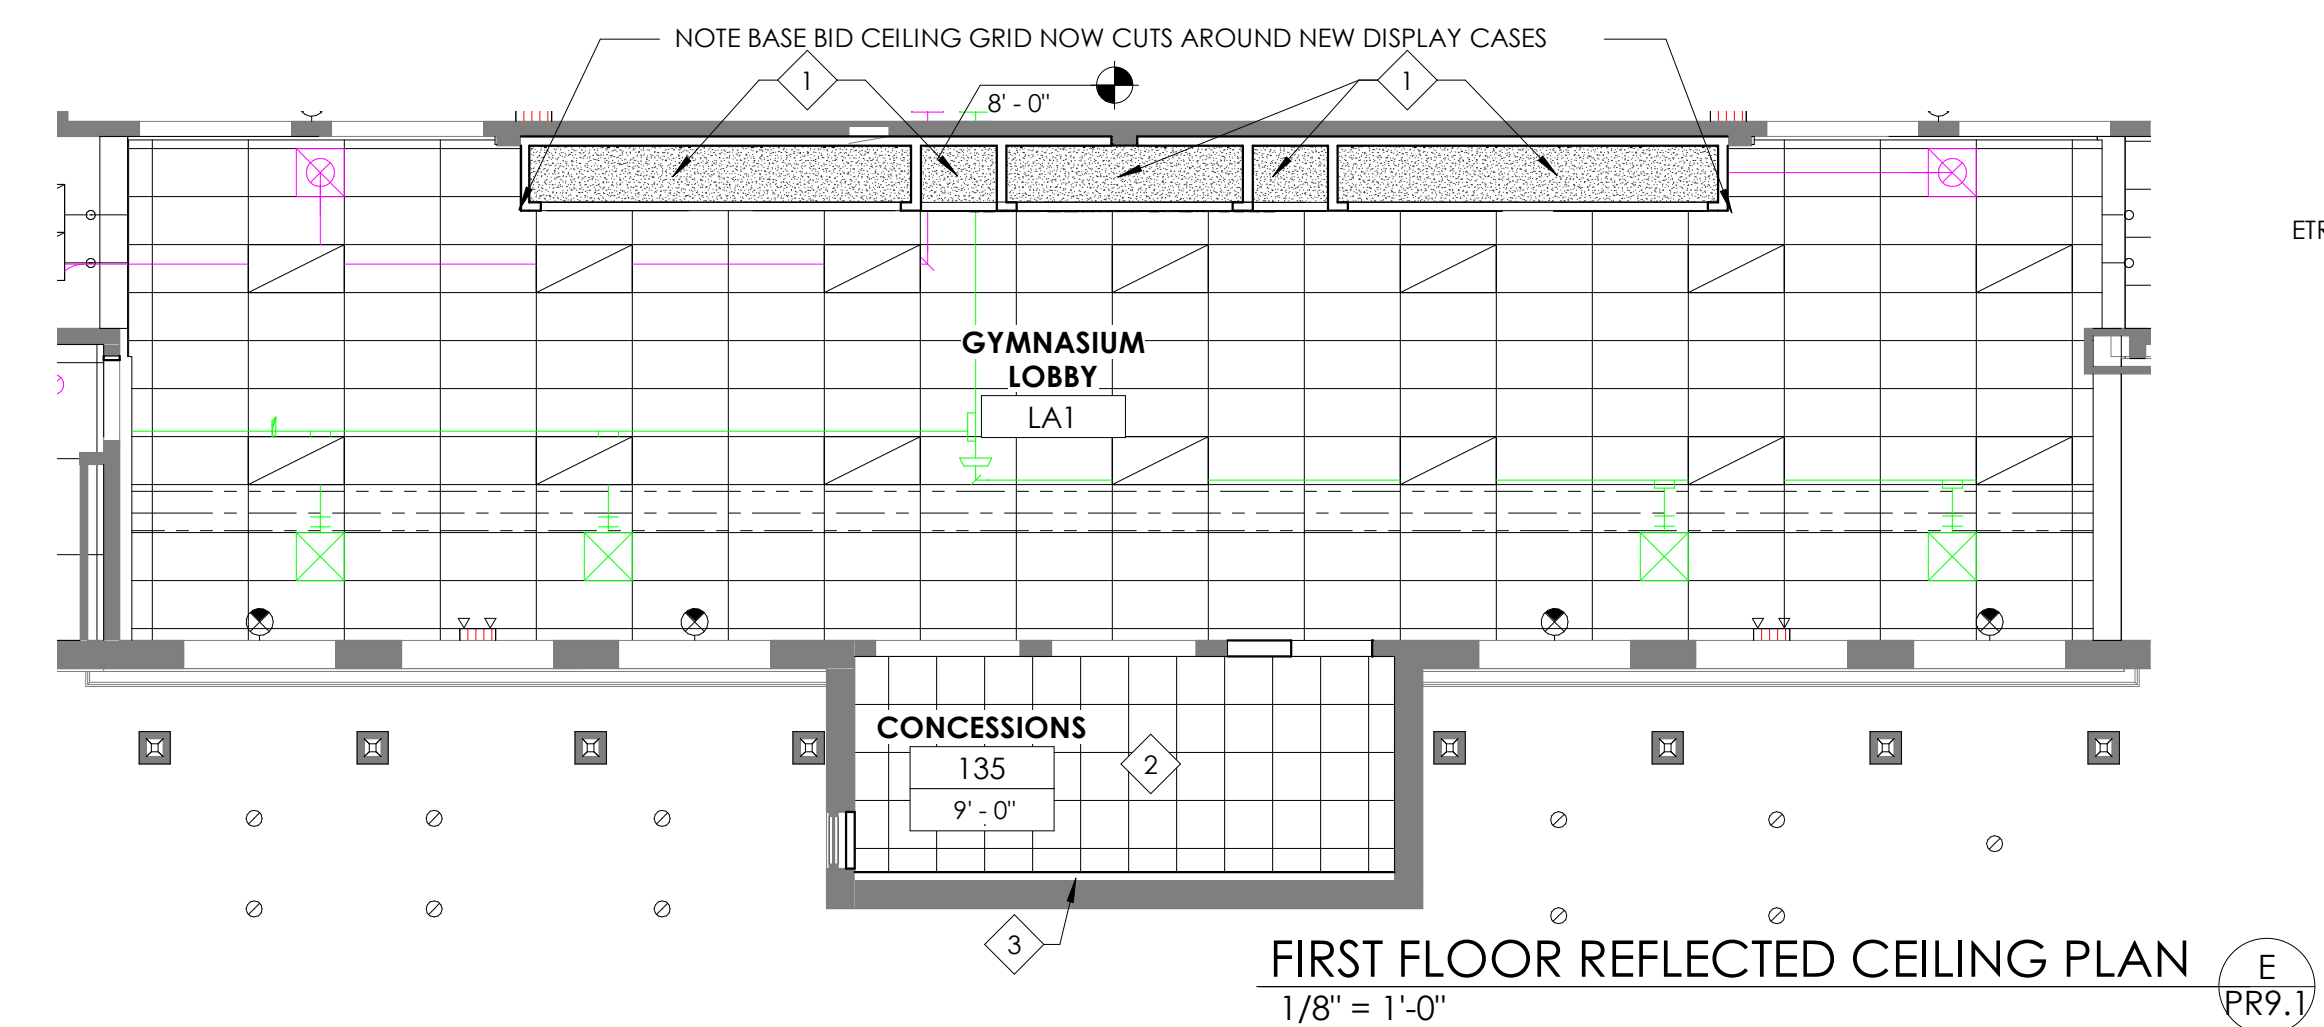 NOTE BASE BID CEILING GRID NOW CUTS AROUND NEW DISPLAY CASES
1
1
8' - 0"
ETR
GYMNASIUM
LOBBY
LA1
CONCESSIONS
135
9' - 0"
2
3
FIRST FLOOR REFLECTED CEILING PLAN
1/8" = 1'-0"
E
PR9.1